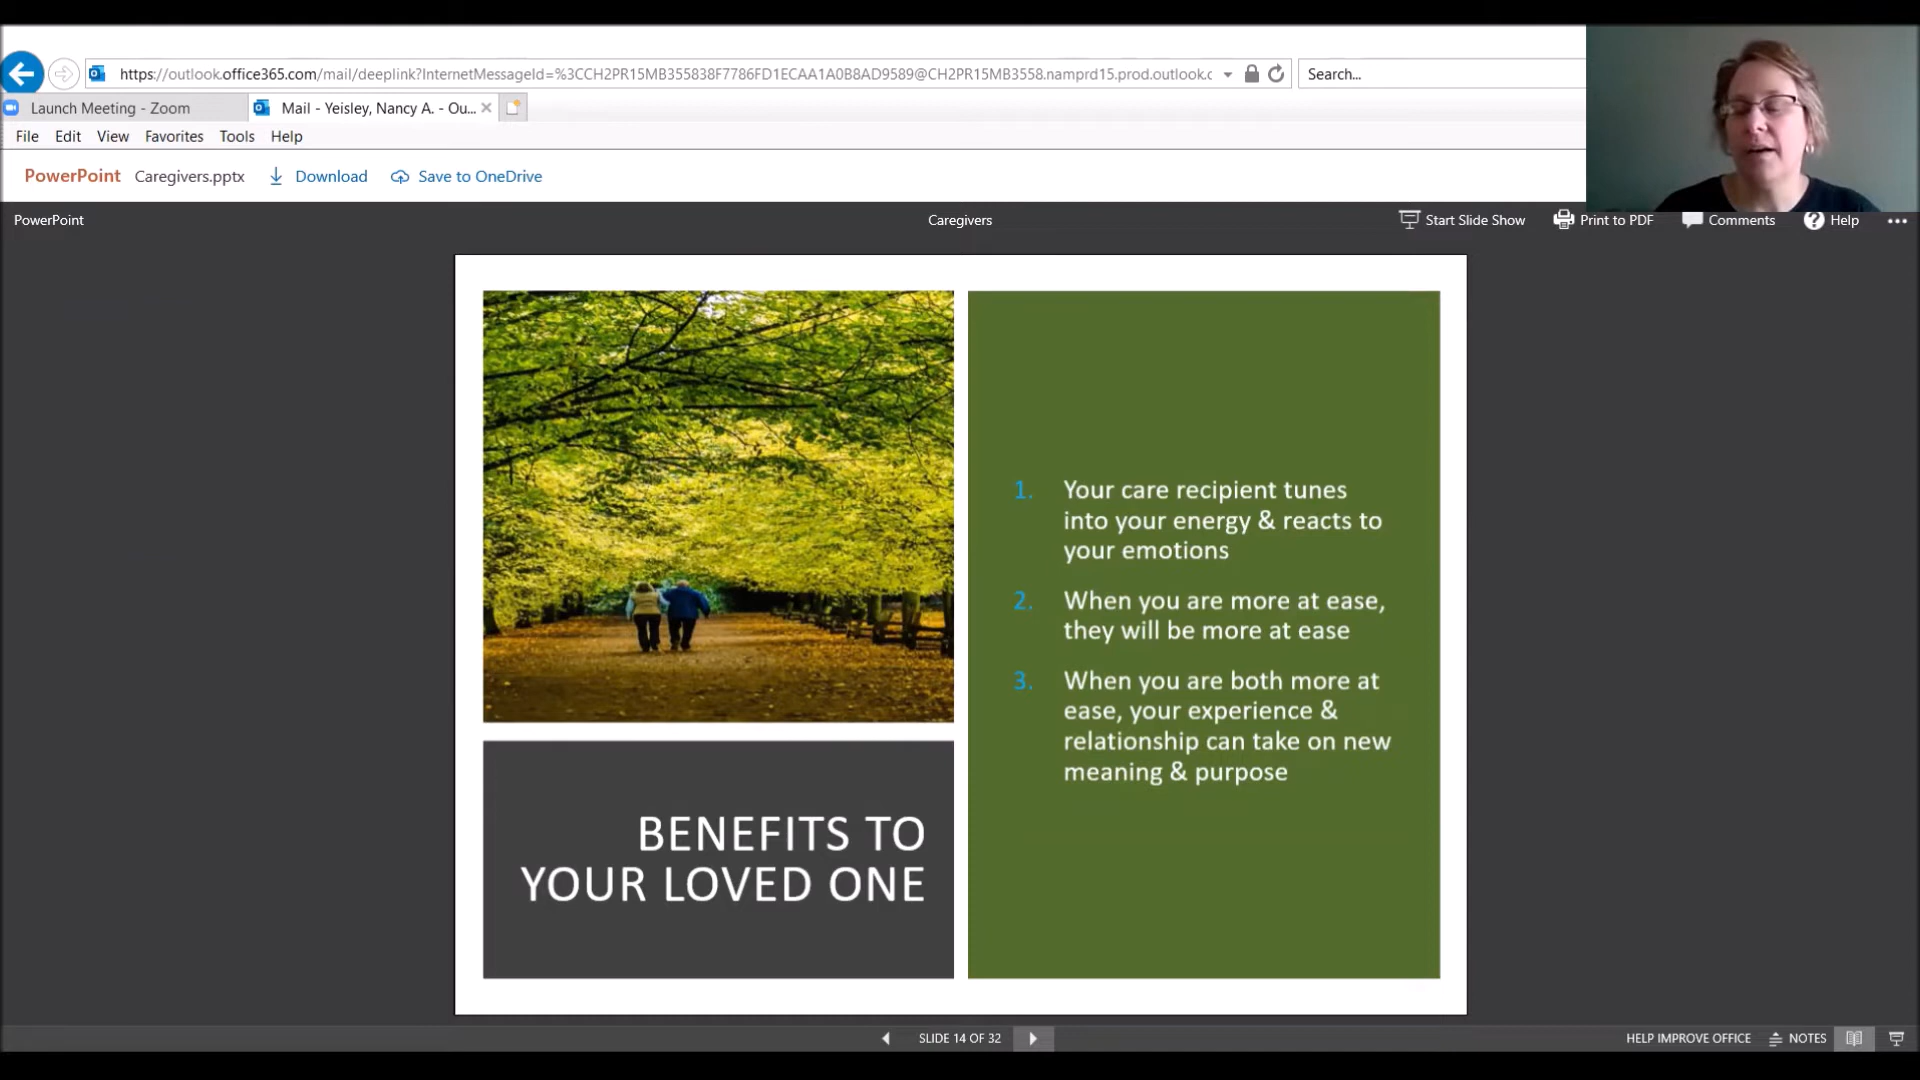 https://outlook.office365.com/mail/deeplink?InternetMessageId=%3CCH2PR15MB355838F7786FD1ECAA1A0B8AD9589@CH2PR15MB3558.namprd15.prod.outlook.c
Search...
Launch Meeting - Zoom
Mail - Yeisley, Nancy A. - Ou...
File Edit View Favorites Tools Help
PowerPoint Caregivers.pptx Download Save to OneDrive
PowerPoint
Caregivers
Start Slide Show Print to PDF Comments Help
BENEFITS TO
YOUR LOVED ONE
1. Your care recipient tunes
into your energy & reacts to
your emotions
2. When you are more at ease,
they will be more at ease
3. When you are both more at
ease, your experience &
relationship can take on new
meaning & purpose
SLIDE 14 OF 32
HELP IMPROVE OFFICE NOTES